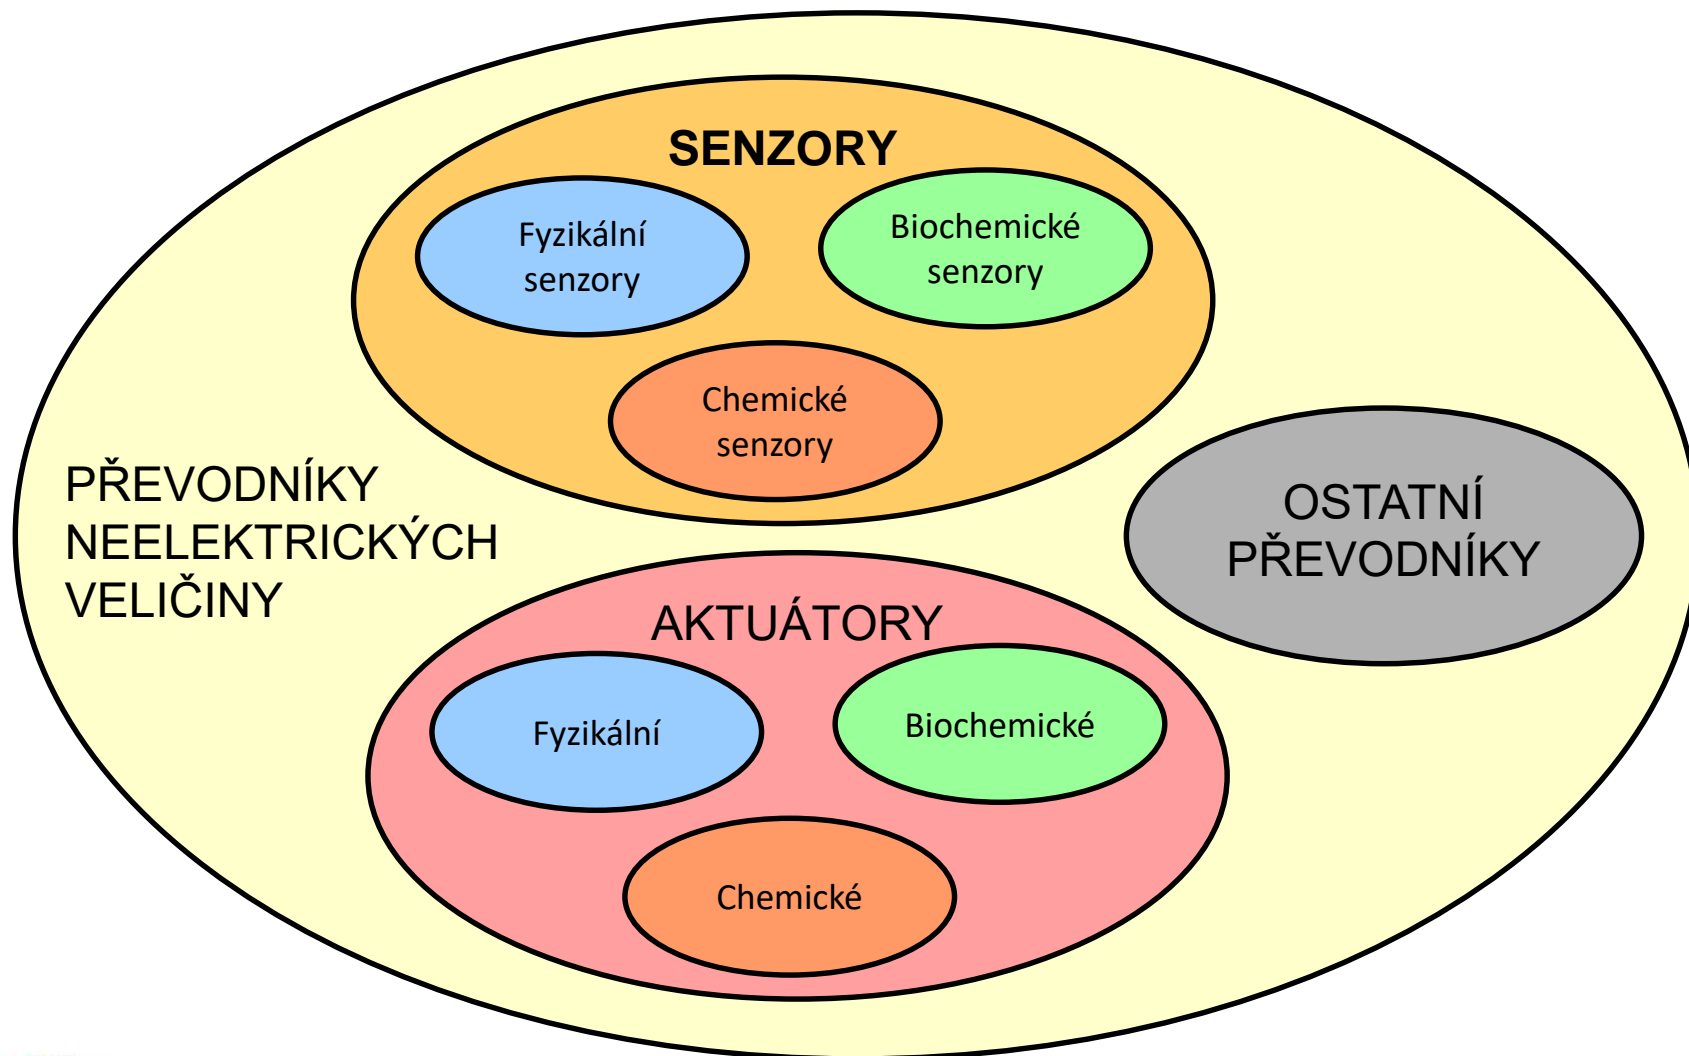 SENZORY
Fyzikální
senzory
Biochemické
senzory
Chemické
senzory
PŘEVODNÍKY
NEELEKTRICKÝCH
VELIČINY
OSTATNÍ
PŘEVODNÍKY
AKTUÁTORY
Fyzikální
Biochemické
Chemické